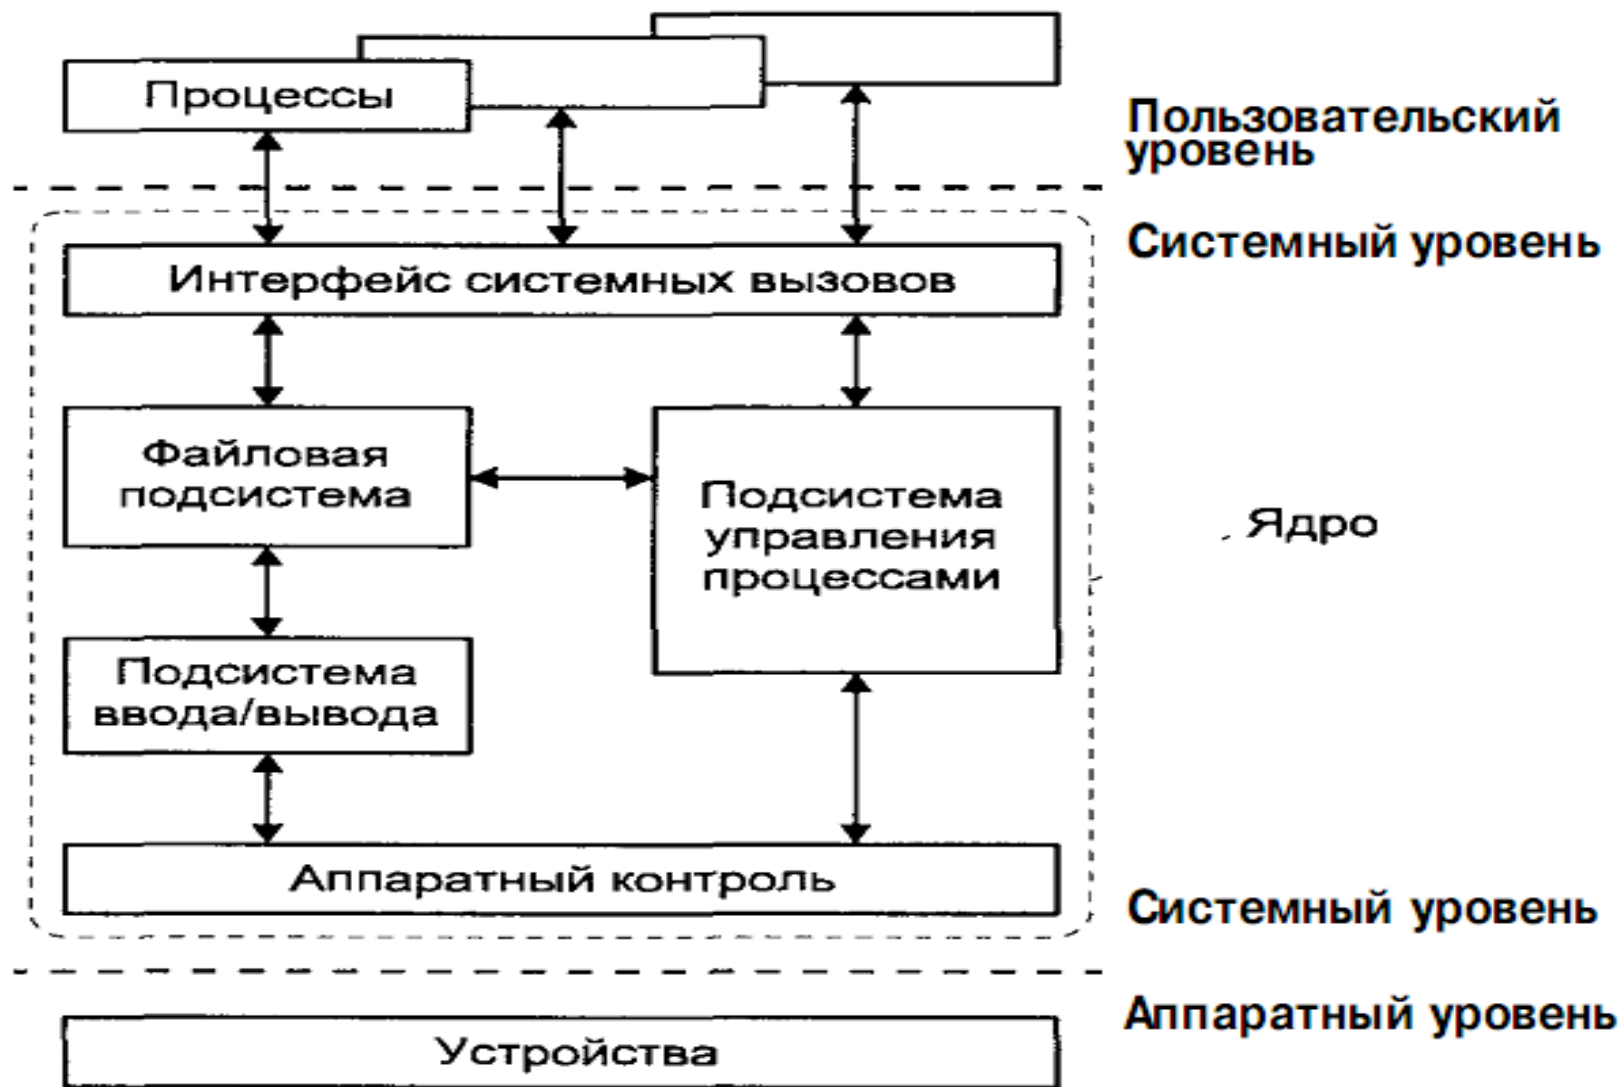 Процессы
Пользовательский
уровень
Системный уровень
Интерфейс системных вызовов
Файловая
подсистема
Подсистема
управления
процессами
Ядро
Подсистема
ввода/вывода
Аппаратный контроль
Системный уровень
Аппаратный уровень
Устройства